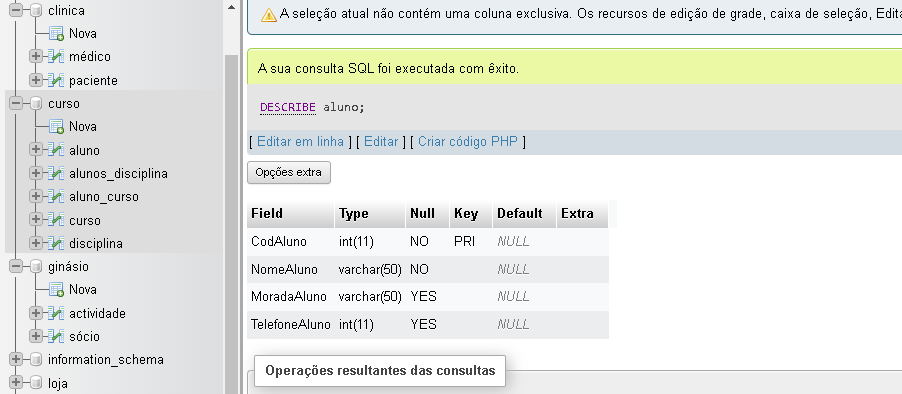 clinica
Nova
médico
paciente
curso
Nova
aluno
alunos_disciplina
aluno_curso
curso
disciplina
ginásio
Nova
actividade
sócio
information_schema
loja
A seleção atual não contém uma coluna exclusiva. Os recursos de edição de grade, caixa de seleção,
A sua consulta SQL foi executada com êxito.
DESCRIBE aluno;
[ Editar em linha ] [ Editar ] [ Criar código PHP ]
Opções extra
Field Type Null Key Default Extra
CodAluno int(11) NO PRI NULL
NomeAluno varchar(50) NO NULL
MoradaAluno varchar(50) YES NULL
TelefoneAluno int(11) YES NULL
Operações resultantes das consultas